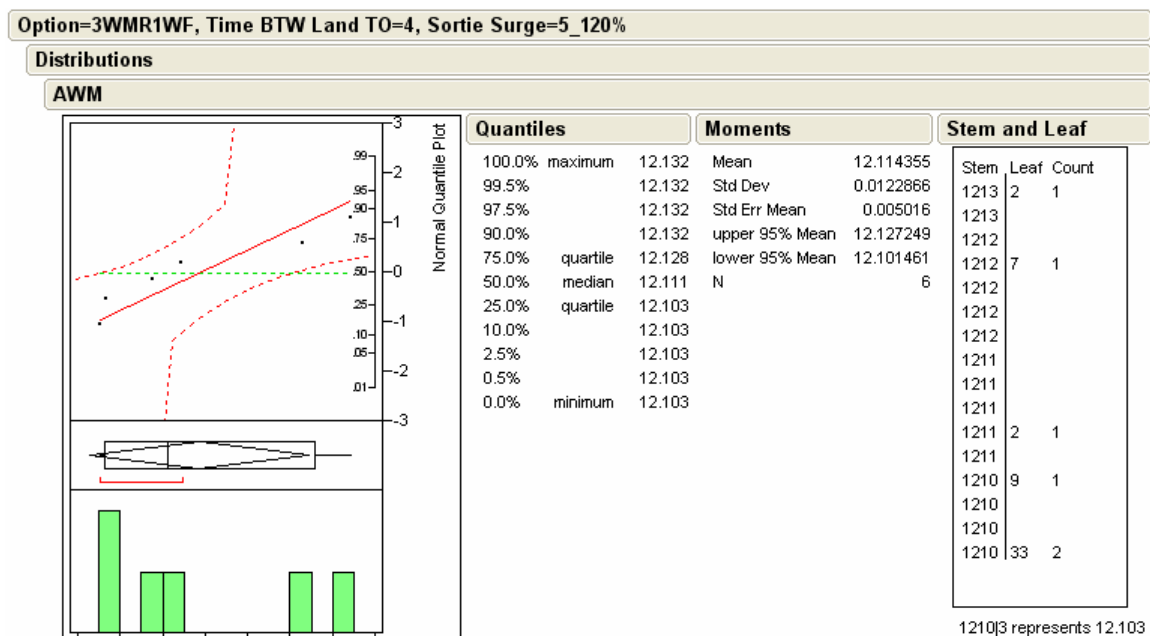 Option=3WMR1WF, Time BTW Land TO=4, Sortie Surge=5_120%
Distributions
AWM
3
2
1
0
-1
-2
-3
.99
.95
.90
.75
.50
.25
.10
.05
.01
Normal Quantile Plot
Quantiles
100.0% maximum 12.132
99.5% 12.132
97.5% 12.132
90.0% 12.132
75.0% quartile 12.128
50.0% median 12.111
25.0% quartile 12.103
10.0% 12.103
2.5% 12.103
0.5% 12.103
0.0% minimum 12.103
Moments
Mean 12.114355
Std Dev 0.0122866
Std Err Mean 0.005016
upper 95% Mean 12.127249
lower 95% Mean 12.101461
N 6
Stem and Leaf
Stem Leaf Count
1213 2 1
1213
1212
1212 7 1
1212
1212
1212
1211
1211
1211
1211 2 1
1211
1210 9 1
1210
1210
1210 33 2
1210|3 represents 12.103